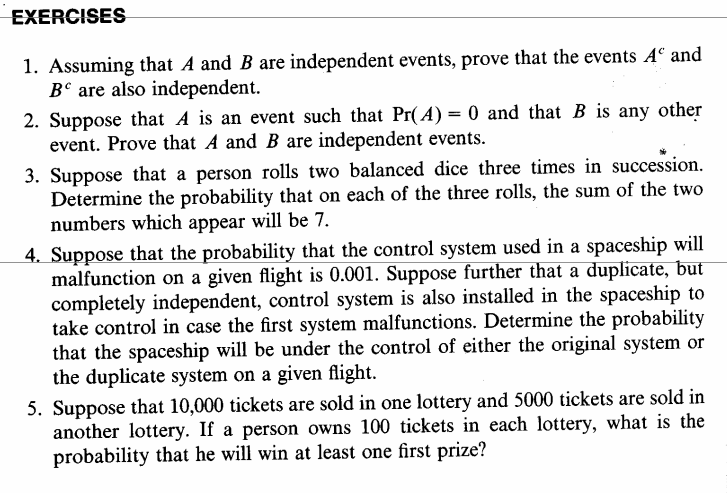 EXERCISES
1. Assuming that A and B are independent events, prove that the events Aᶜ and
Bᶜ are also independent.
2. Suppose that A is an event such that Pr(A) = 0 and that B is any other
event. Prove that A and B are independent events.
3. Suppose that a person rolls two balanced dice three times in succession.
Determine the probability that on each of the three rolls, the sum of the two
numbers which appear will be 7.
4. Suppose that the probability that the control system used in a spaceship will
malfunction on a given flight is 0.001. Suppose further that a duplicate, but
completely independent, control system is also installed in the spaceship to
take control in case the first system malfunctions. Determine the probability
that the spaceship will be under the control of either the original system or
the duplicate system on a given flight.
5. Suppose that 10,000 tickets are sold in one lottery and 5000 tickets are sold in
another lottery. If a person owns 100 tickets in each lottery, what is the
probability that he will win at least one first prize?